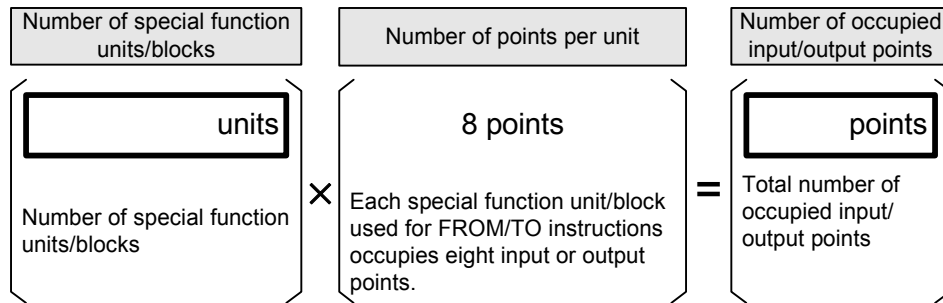 Number of special function
units/blocks
Number of points per unit
Number of occupied
input/output points
units
Number of special function
units/blocks
×
8 points
Each special function unit/block
used for FROM/TO instructions
occupies eight input or output
points.
=
points
Total number of
occupied input/
output points